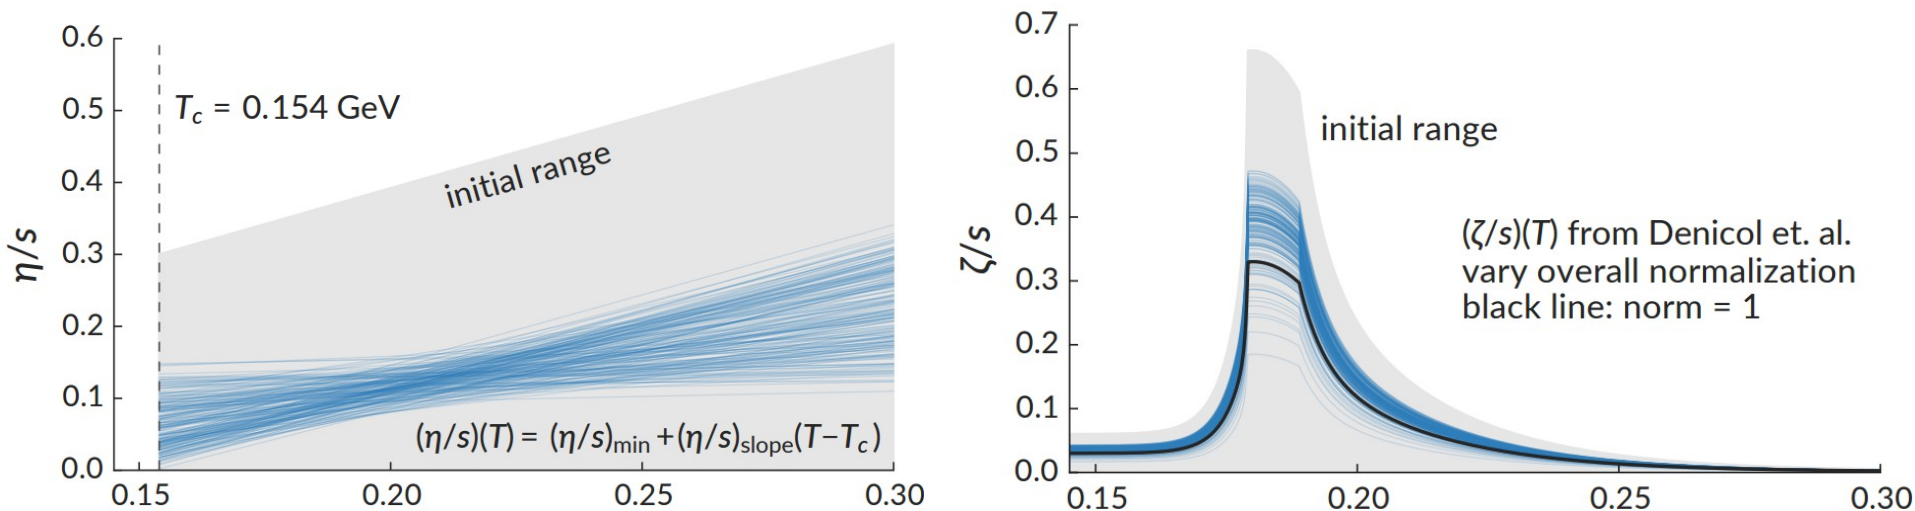 0.6
0.5
0.4
0.3
0.2
0.1
0.0
η/s
T_c = 0.154 GeV
initial range
(η/s)(T) = (η/s)_min + (η/s)_slope(T−T_c)
0.15 0.20 0.25 0.30
0.7
0.6
0.5
0.4
0.3
0.2
0.1
0.0
ζ/s
initial range
(ζ/s)(T) from Denicol et. al.
vary overall normalization
black line: norm = 1
0.15 0.20 0.25 0.30